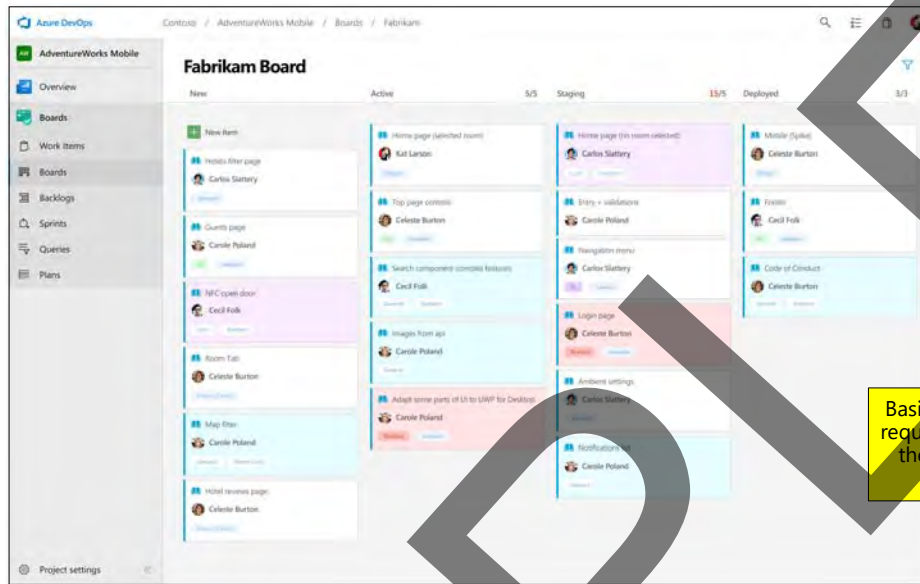 Azure DevOps
Contoso / AdventureWorks Mobile / Boards / Fabrikam
AdventureWorks Mobile
Overview
Boards
Work Items
Boards
Backlogs
Sprints
Queries
Plans
Project settings
Fabrikam Board
New
Active 5/5
Staging 15/5
Deployed 3/3
New item
Hotels filter page
Carlos Slattery
Guests page
Carole Poland
NFC open door
Cecil Folk
Room Tab
Celeste Burton
Map filter
Carole Poland
Hotel reviews page
Celeste Burton
Home page (selected room)
Kat Larson
Top page controls
Celeste Burton
Search component complex features
Cecil Folk
Images from api
Carole Poland
Adapt some parts of UI to UWP for Desktop
Carole Poland
Home page (no room selected)
Carlos Slattery
Entry + validations
Carole Poland
Navigation menu
Carlos Slattery
Login page
Celeste Burton
Ambient settings
Carlos Slattery
Notifications list
Carole Poland
Mobile (Spike)
Celeste Burton
Footer
Cecil Folk
Code of Conduct
Celeste Burton